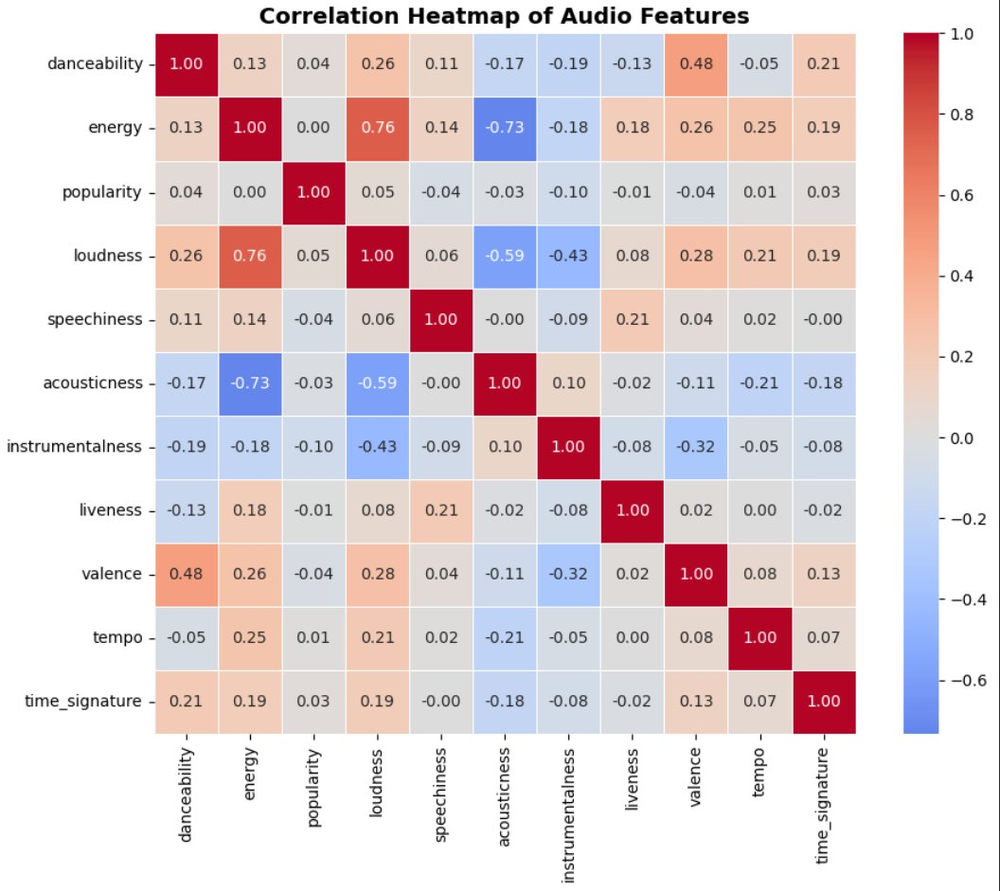 Correlation Heatmap of Audio Features
danceability 1.00 0.13 0.04 0.26 0.11 -0.17 -0.19 -0.13 0.48 -0.05 0.21
energy 0.13 1.00 0.00 0.76 0.14 -0.73 -0.18 0.18 0.26 0.25 0.19
popularity 0.04 0.00 1.00 0.05 -0.04 -0.03 -0.10 -0.01 -0.04 0.01 0.03
loudness 0.26 0.76 0.05 1.00 0.06 -0.59 -0.43 0.08 0.28 0.21 0.19
speechiness 0.11 0.14 -0.04 0.06 1.00 -0.00 -0.09 0.21 0.04 0.02 -0.00
acousticness -0.17 -0.73 -0.03 -0.59 -0.00 1.00 0.10 -0.02 -0.11 -0.21 -0.18
instrumentalness -0.19 -0.18 -0.10 -0.43 -0.09 0.10 1.00 -0.08 -0.32 -0.05 -0.08
liveness -0.13 0.18 -0.01 0.08 0.21 -0.02 -0.08 1.00 0.02 0.00 -0.02
valence 0.48 0.26 -0.04 0.28 0.04 -0.11 -0.32 0.02 1.00 0.08 0.13
tempo -0.05 0.25 0.01 0.21 0.02 -0.21 -0.05 0.00 0.08 1.00 0.07
time_signature 0.21 0.19 0.03 0.19 -0.00 -0.18 -0.08 -0.02 0.13 0.07 1.00
danceability
energy
popularity
loudness
speechiness
acousticness
instrumentalness
liveness
valence
tempo
time_signature
1.0
0.8
0.6
0.4
0.2
0.0
−0.2
−0.4
−0.6